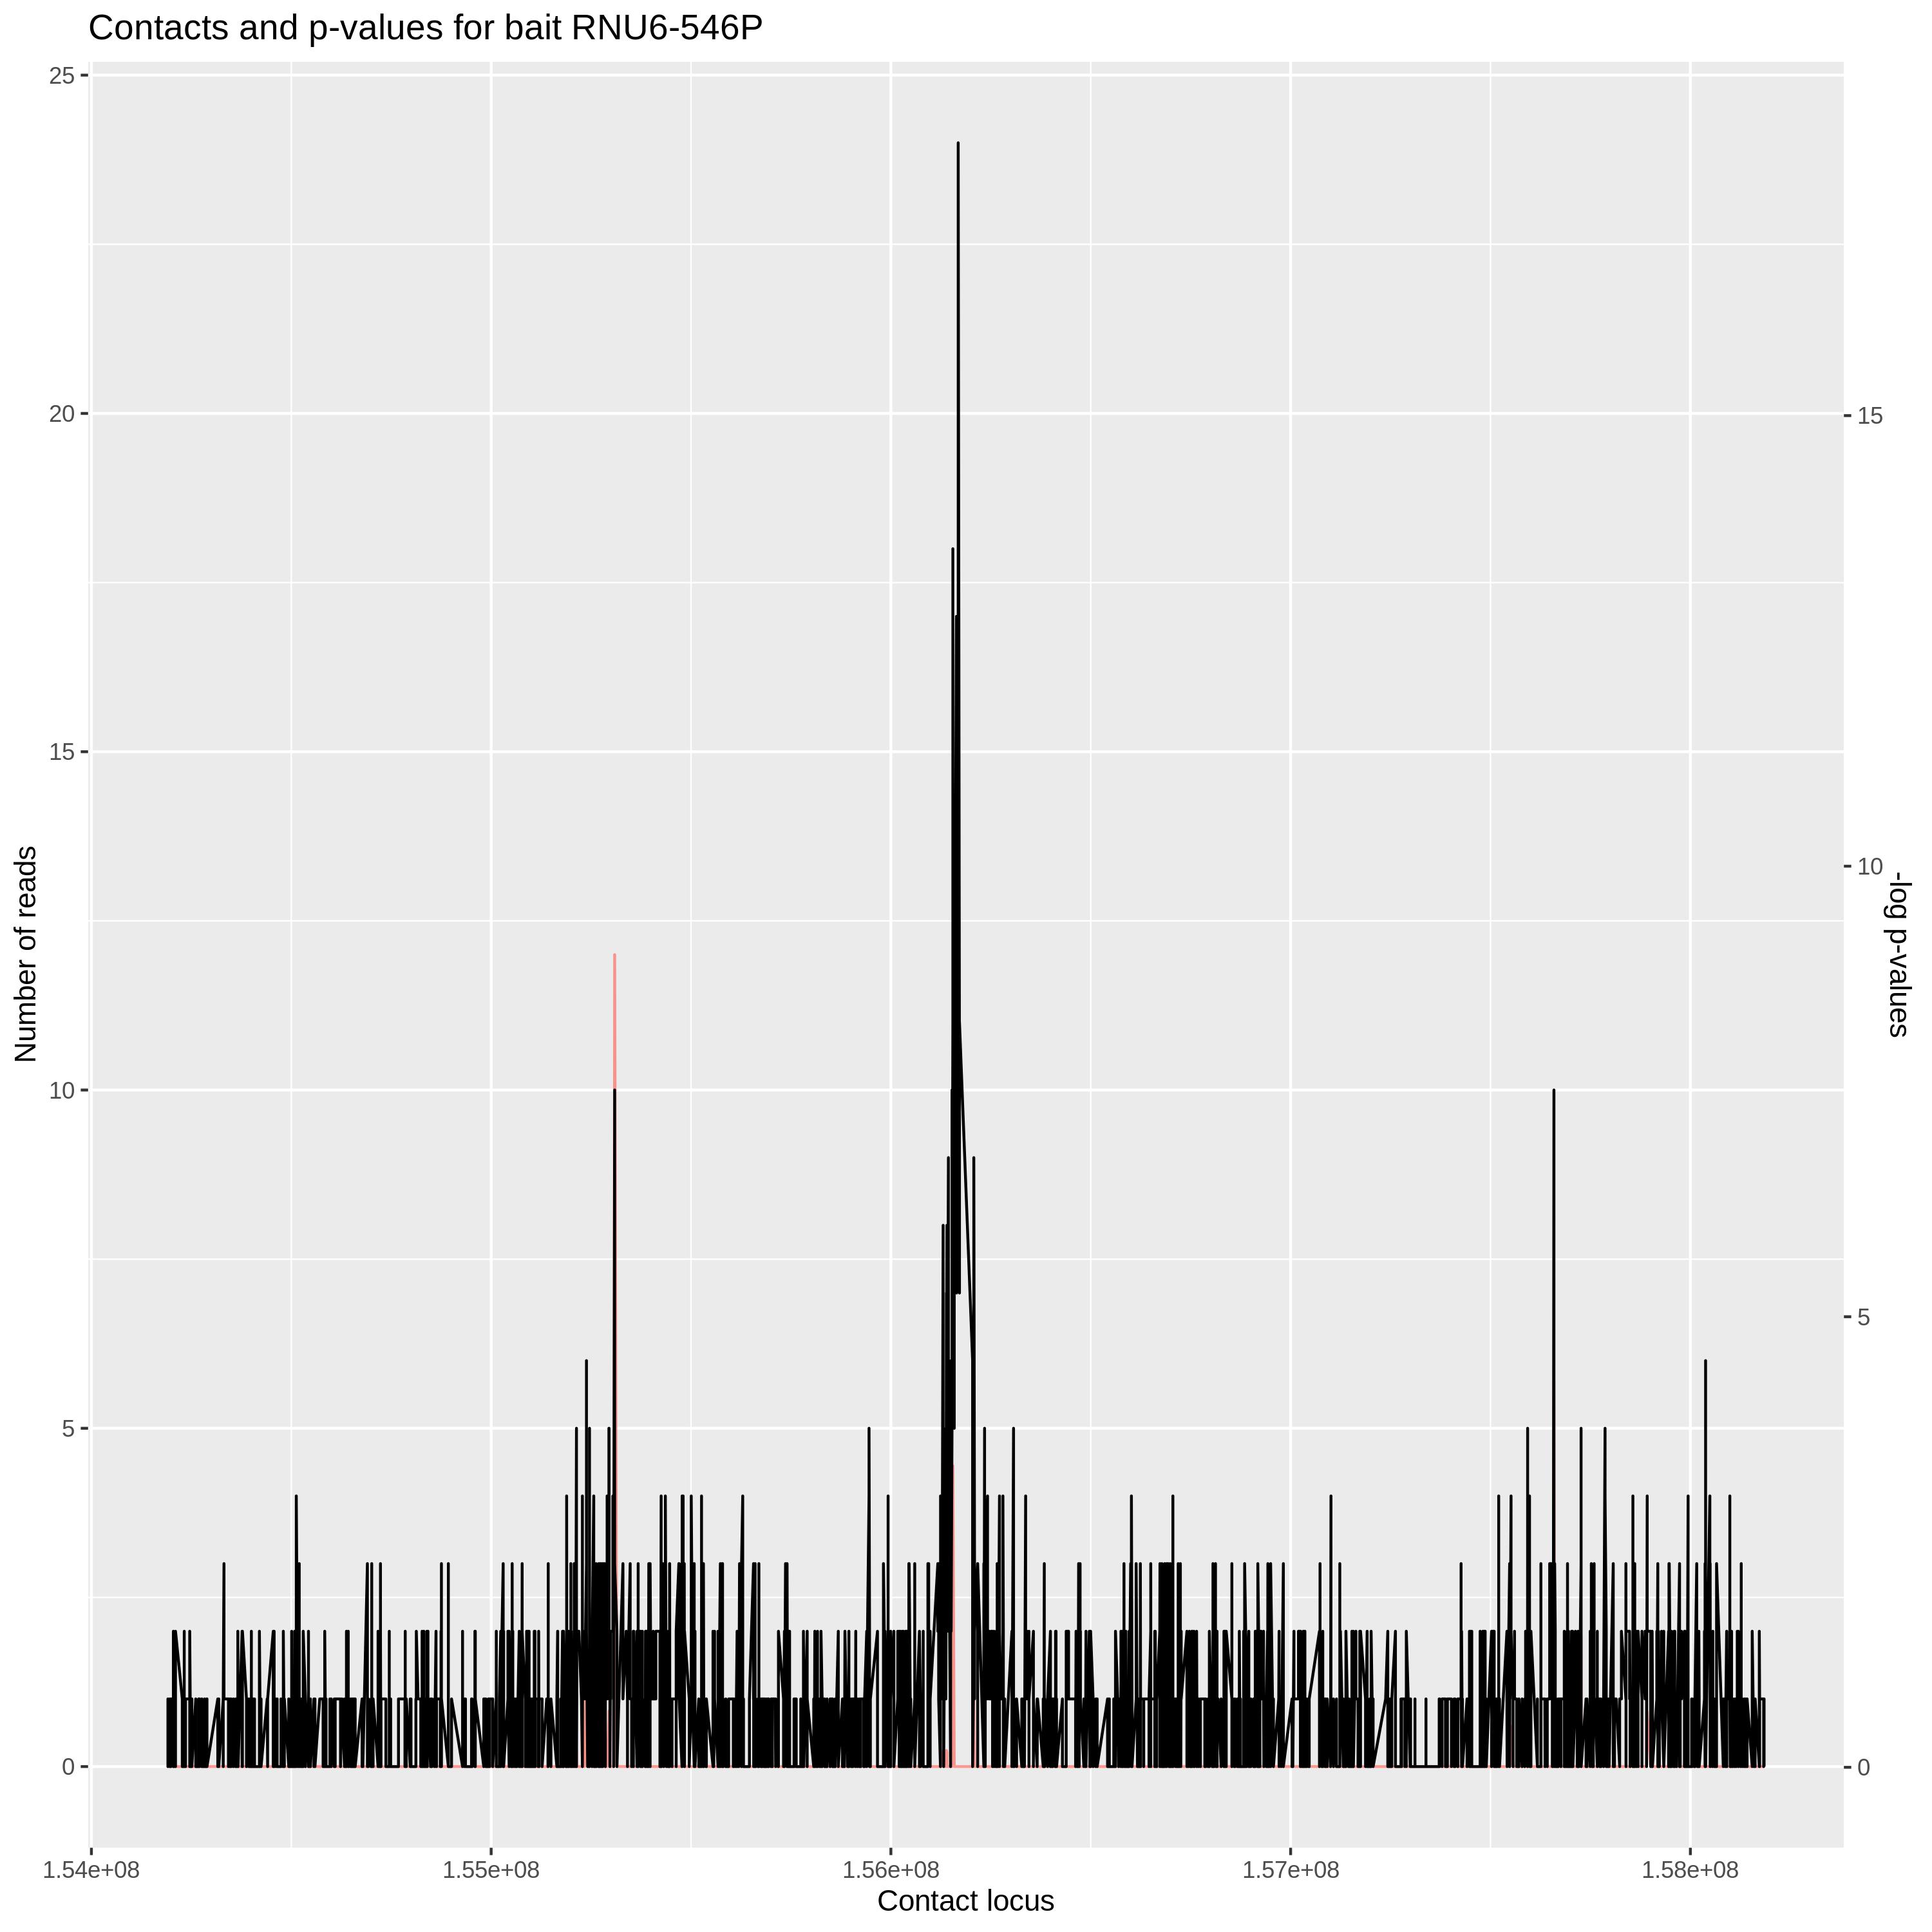 Contacts and p-values for bait RNU6-546P
25
20
15
10
5
0
Number of reads
15
10
5
0
-log p-values
1.54e+08
1.55e+08
1.56e+08
1.57e+08
1.58e+08
Contact locus